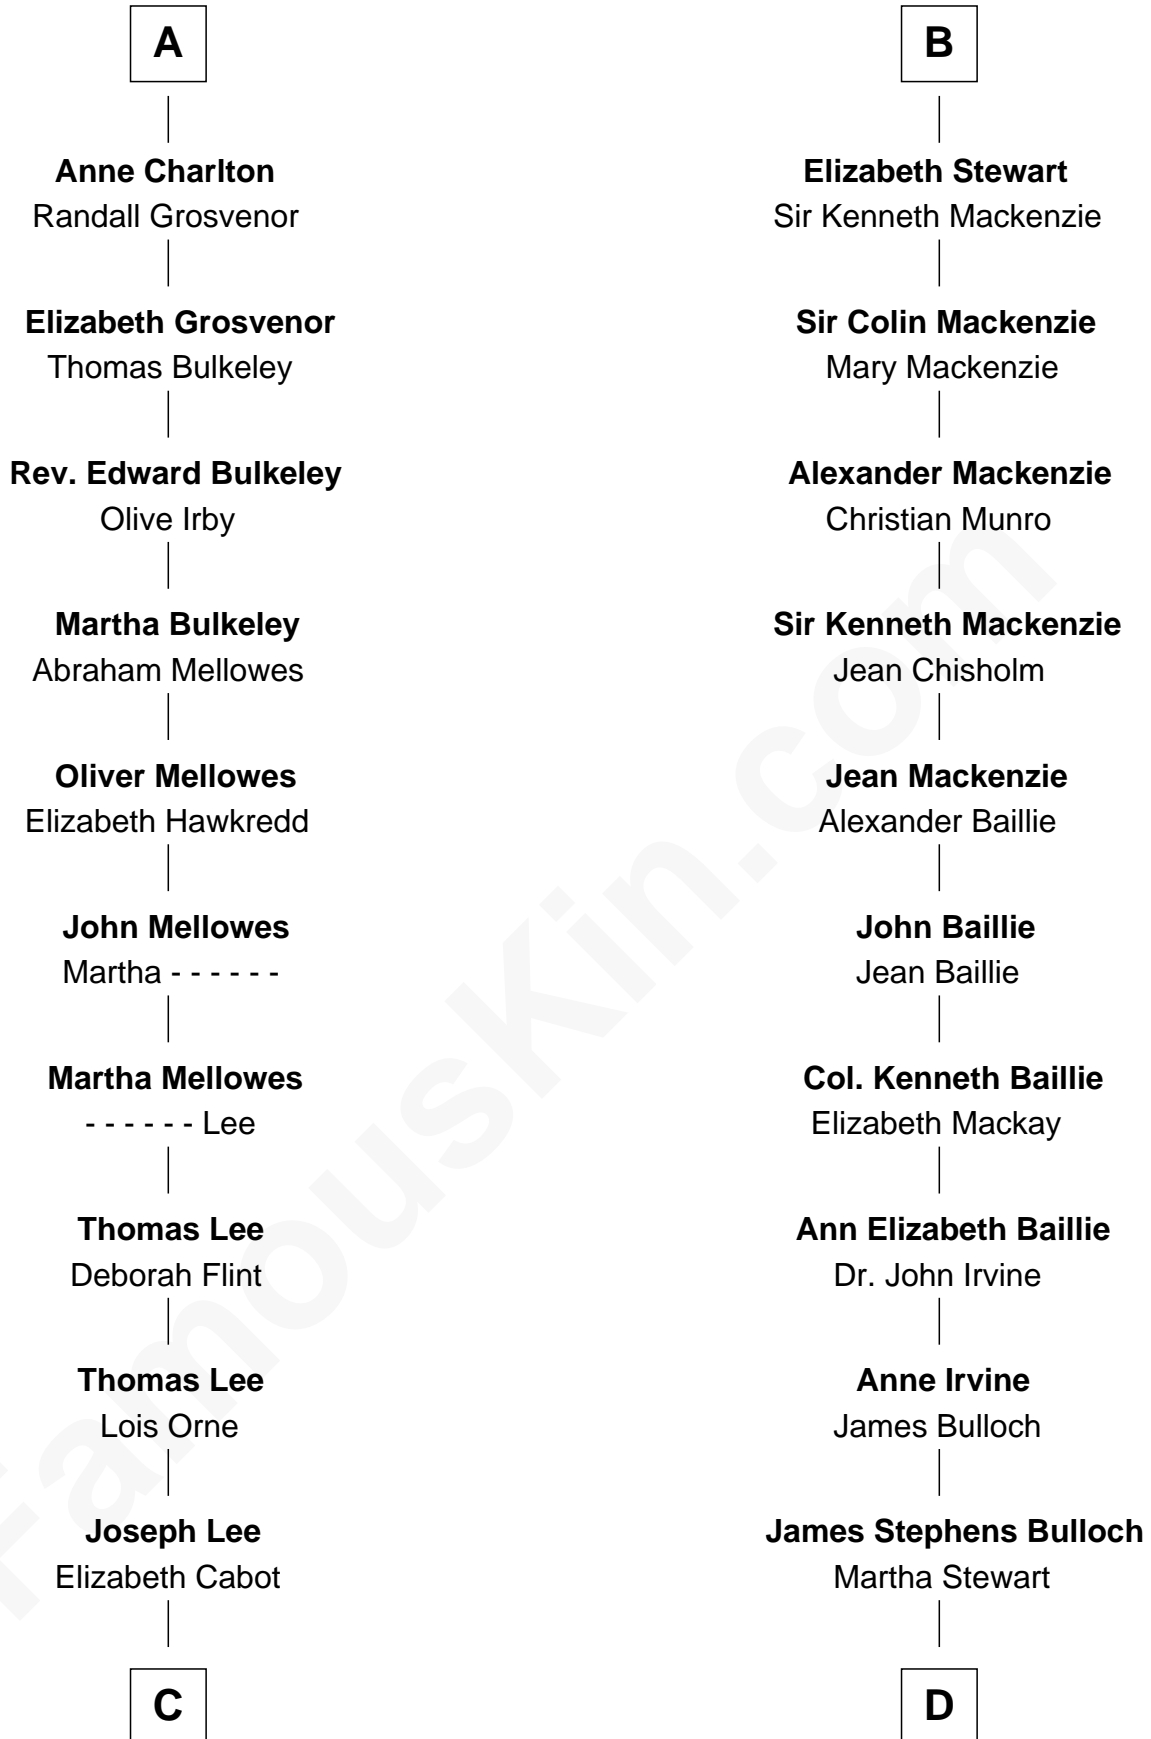 A
Anne Charlton
Randall Grosvenor
Elizabeth Grosvenor
Thomas Bulkeley
Rev. Edward Bulkeley
Olive Irby
Martha Bulkeley
Abraham Mellowes
Oliver Mellowes
Elizabeth Hawkredd
John Mellowes
Martha - - - - - -
Martha Mellowes
- - - - - - Lee
Thomas Lee
Deborah Flint
Thomas Lee
Lois Orne
Joseph Lee
Elizabeth Cabot
C
B
Elizabeth Stewart
Sir Kenneth Mackenzie
Sir Colin Mackenzie
Mary Mackenzie
Alexander Mackenzie
Christian Munro
Sir Kenneth Mackenzie
Jean Chisholm
Jean Mackenzie
Alexander Baillie
John Baillie
Jean Baillie
Col. Kenneth Baillie
Elizabeth Mackay
Ann Elizabeth Baillie
Dr. John Irvine
Anne Irvine
James Bulloch
James Stephens Bulloch
Martha Stewart
D
FamousKin.com